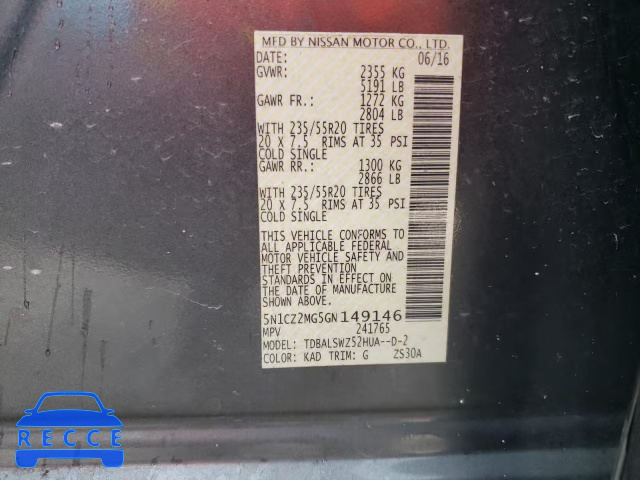 MFD BY NISSAN MOTOR CO., LTD.
DATE: 06/16
GVWR: 2355 KG
5191 LB
GAWR FR.: 1272 KG
2804 LB
WITH 235/55R20 TIRES
20 X 7.5 RIMS AT 35 PSI
COLD SINGLE
GAWR RR.: 1300 KG
2866 LB
WITH 235/55R20 TIRES
20 X 7.5 RIMS AT 35 PSI
COLD SINGLE
THIS VEHICLE CONFORMS TO
ALL APPLICABLE FEDERAL
MOTOR VEHICLE SAFETY AND
THEFT PREVENTION
STANDARDS IN EFFECT ON
THE DATE OF MANUFACTURE
SHOWN ABOVE.
5N1CZ2MG5GN149146
MPV 241765
MODEL: TDBALSWZ52HUA--D-2
COLOR: KAD TRIM: G ZS30A
RECCE